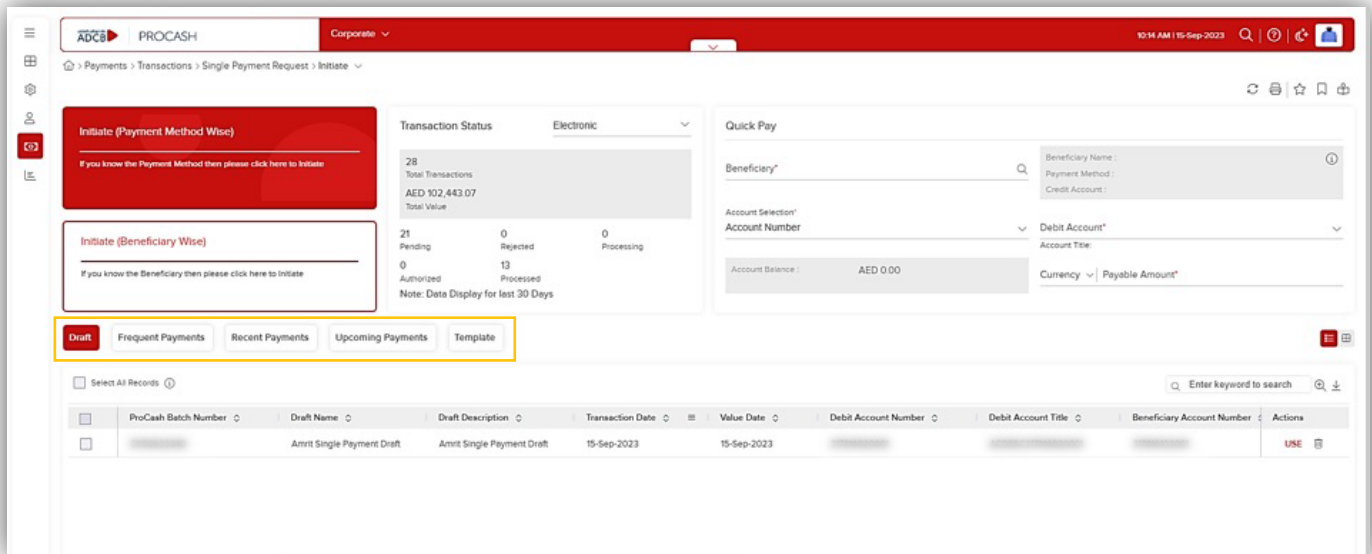 ADCB PROCASH Corporate 10:14 AM | 15-Sep-2023
> Payments > Transactions > Single Payment Request > Initiate
Initiate (Payment Method Wise)
If you know the Payment Method then please click here to Initiate
Initiate (Beneficiary Wise)
If you know the Beneficiary then please click here to Initiate
Transaction Status Electronic
28
Total Transactions
AED 102,443.07
Total Value
21 0 0
Pending Rejected Processing
0 13
Authorized Processed
Note: Data Display for last 30 Days
Quick Pay
Beneficiary*
Beneficiary Name :
Payment Method :
Credit Account :
Account Selection*
Account Number
Debit Account*
Account Title:
Account Balance : AED 0.00
Currency Payable Amount*
Draft Frequent Payments Recent Payments Upcoming Payments Template
Select All Records Enter keyword to search
ProCash Batch Number Draft Name Draft Description Transaction Date Value Date Debit Account Number Debit Account Title Beneficiary Account Number Actions
Amrit Single Payment Draft Amrit Single Payment Draft 15-Sep-2023 15-Sep-2023 USE